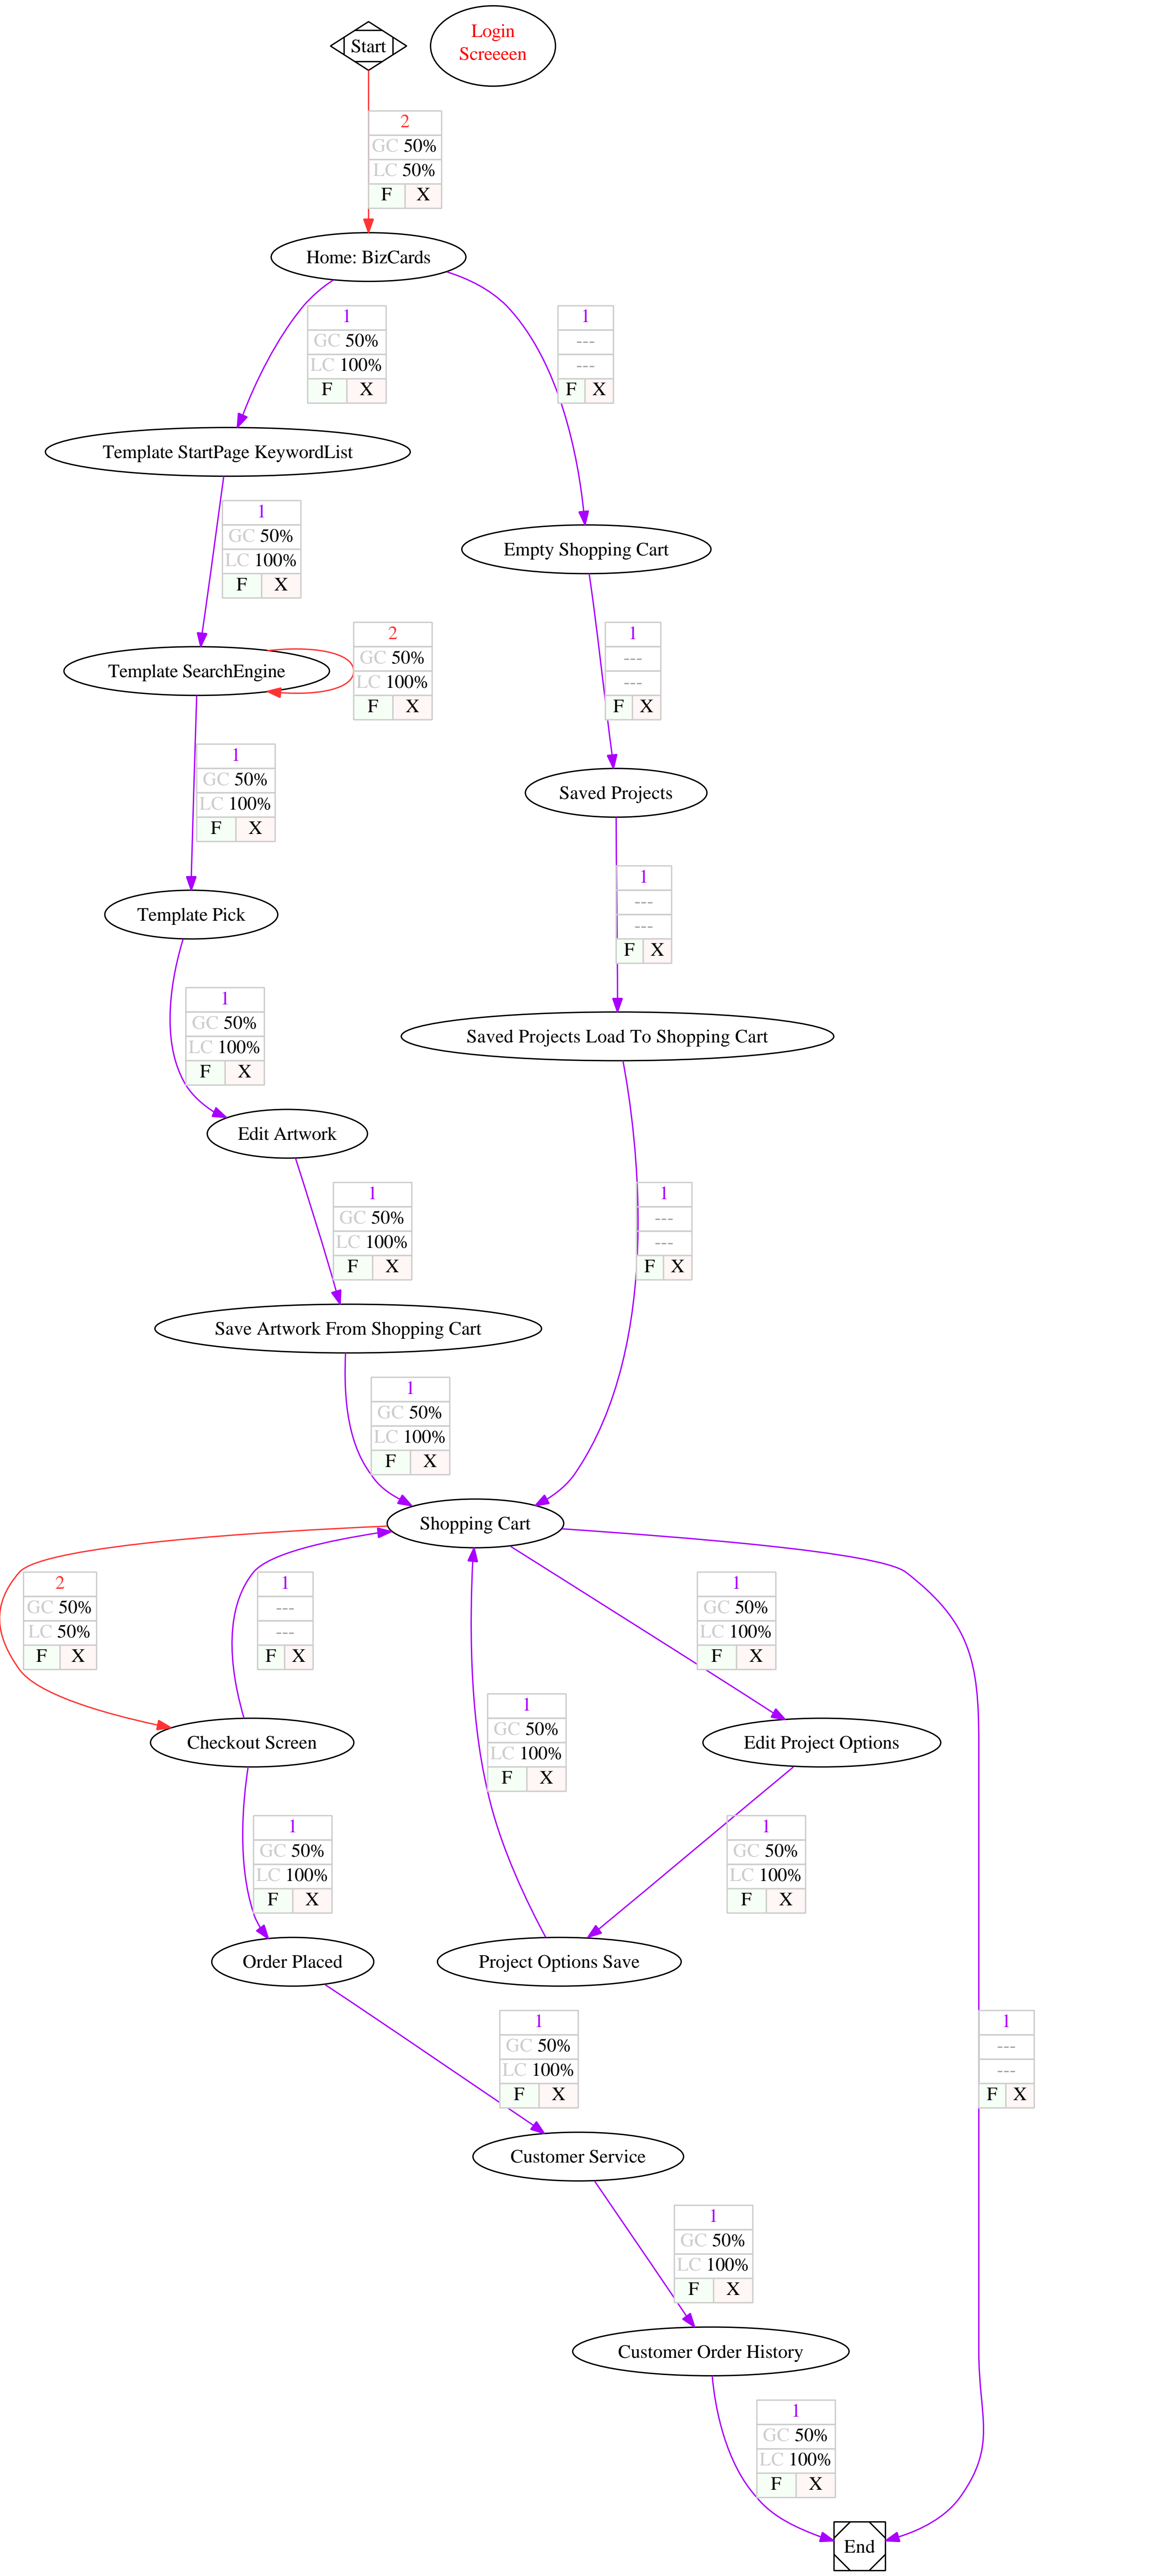 Start
Login
Screeeen
2
GC 50%
LC 50%
F X
Home: BizCards
1
GC 50%
LC 100%
F X
1
---
---
F X
Template StartPage KeywordList
1
GC 50%
LC 100%
F X
Empty Shopping Cart
Template SearchEngine
2
GC 50%
LC 100%
F X
1
---
---
F X
1
GC 50%
LC 100%
F X
Saved Projects
Template Pick
1
---
---
F X
1
GC 50%
LC 100%
F X
Saved Projects Load To Shopping Cart
Edit Artwork
1
GC 50%
LC 100%
F X
1
---
---
F X
Save Artwork From Shopping Cart
1
GC 50%
LC 100%
F X
Shopping Cart
2
GC 50%
LC 50%
F X
1
---
---
F X
1
GC 50%
LC 100%
F X
1
GC 50%
LC 100%
F X
Checkout Screen
Edit Project Options
1
GC 50%
LC 100%
F X
1
GC 50%
LC 100%
F X
Order Placed
Project Options Save
1
GC 50%
LC 100%
F X
1
---
---
F X
Customer Service
1
GC 50%
LC 100%
F X
Customer Order History
1
GC 50%
LC 100%
F X
End